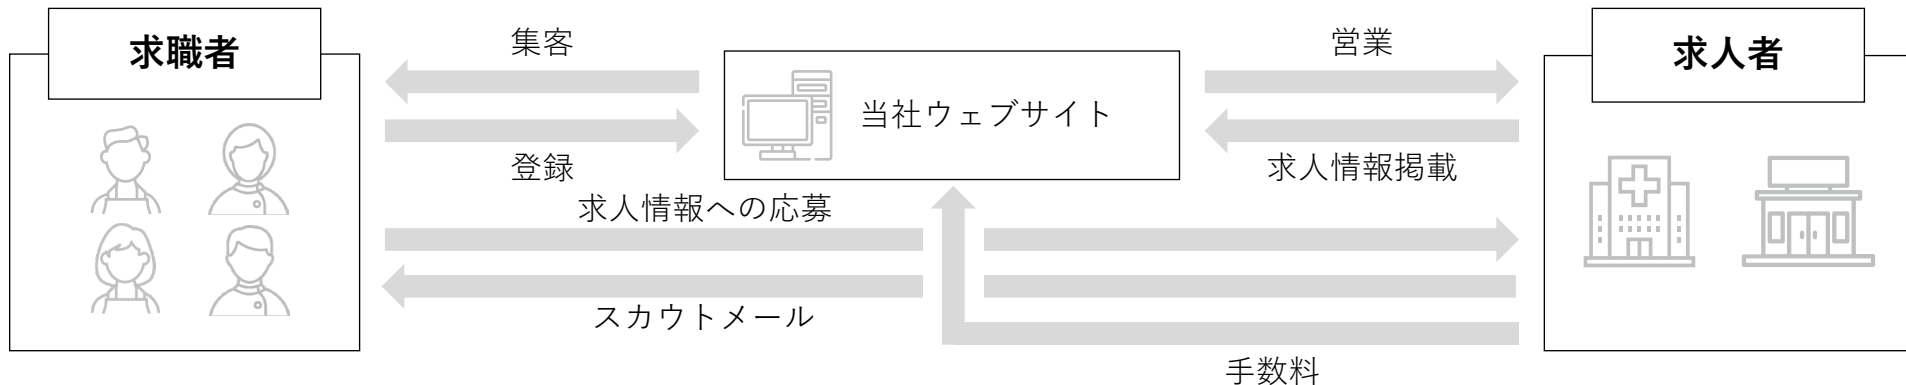 求職者
集客
営業
求人者
当社ウェブサイト
登録
求人情報掲載
求人情報への応募
スカウトメール
手数料